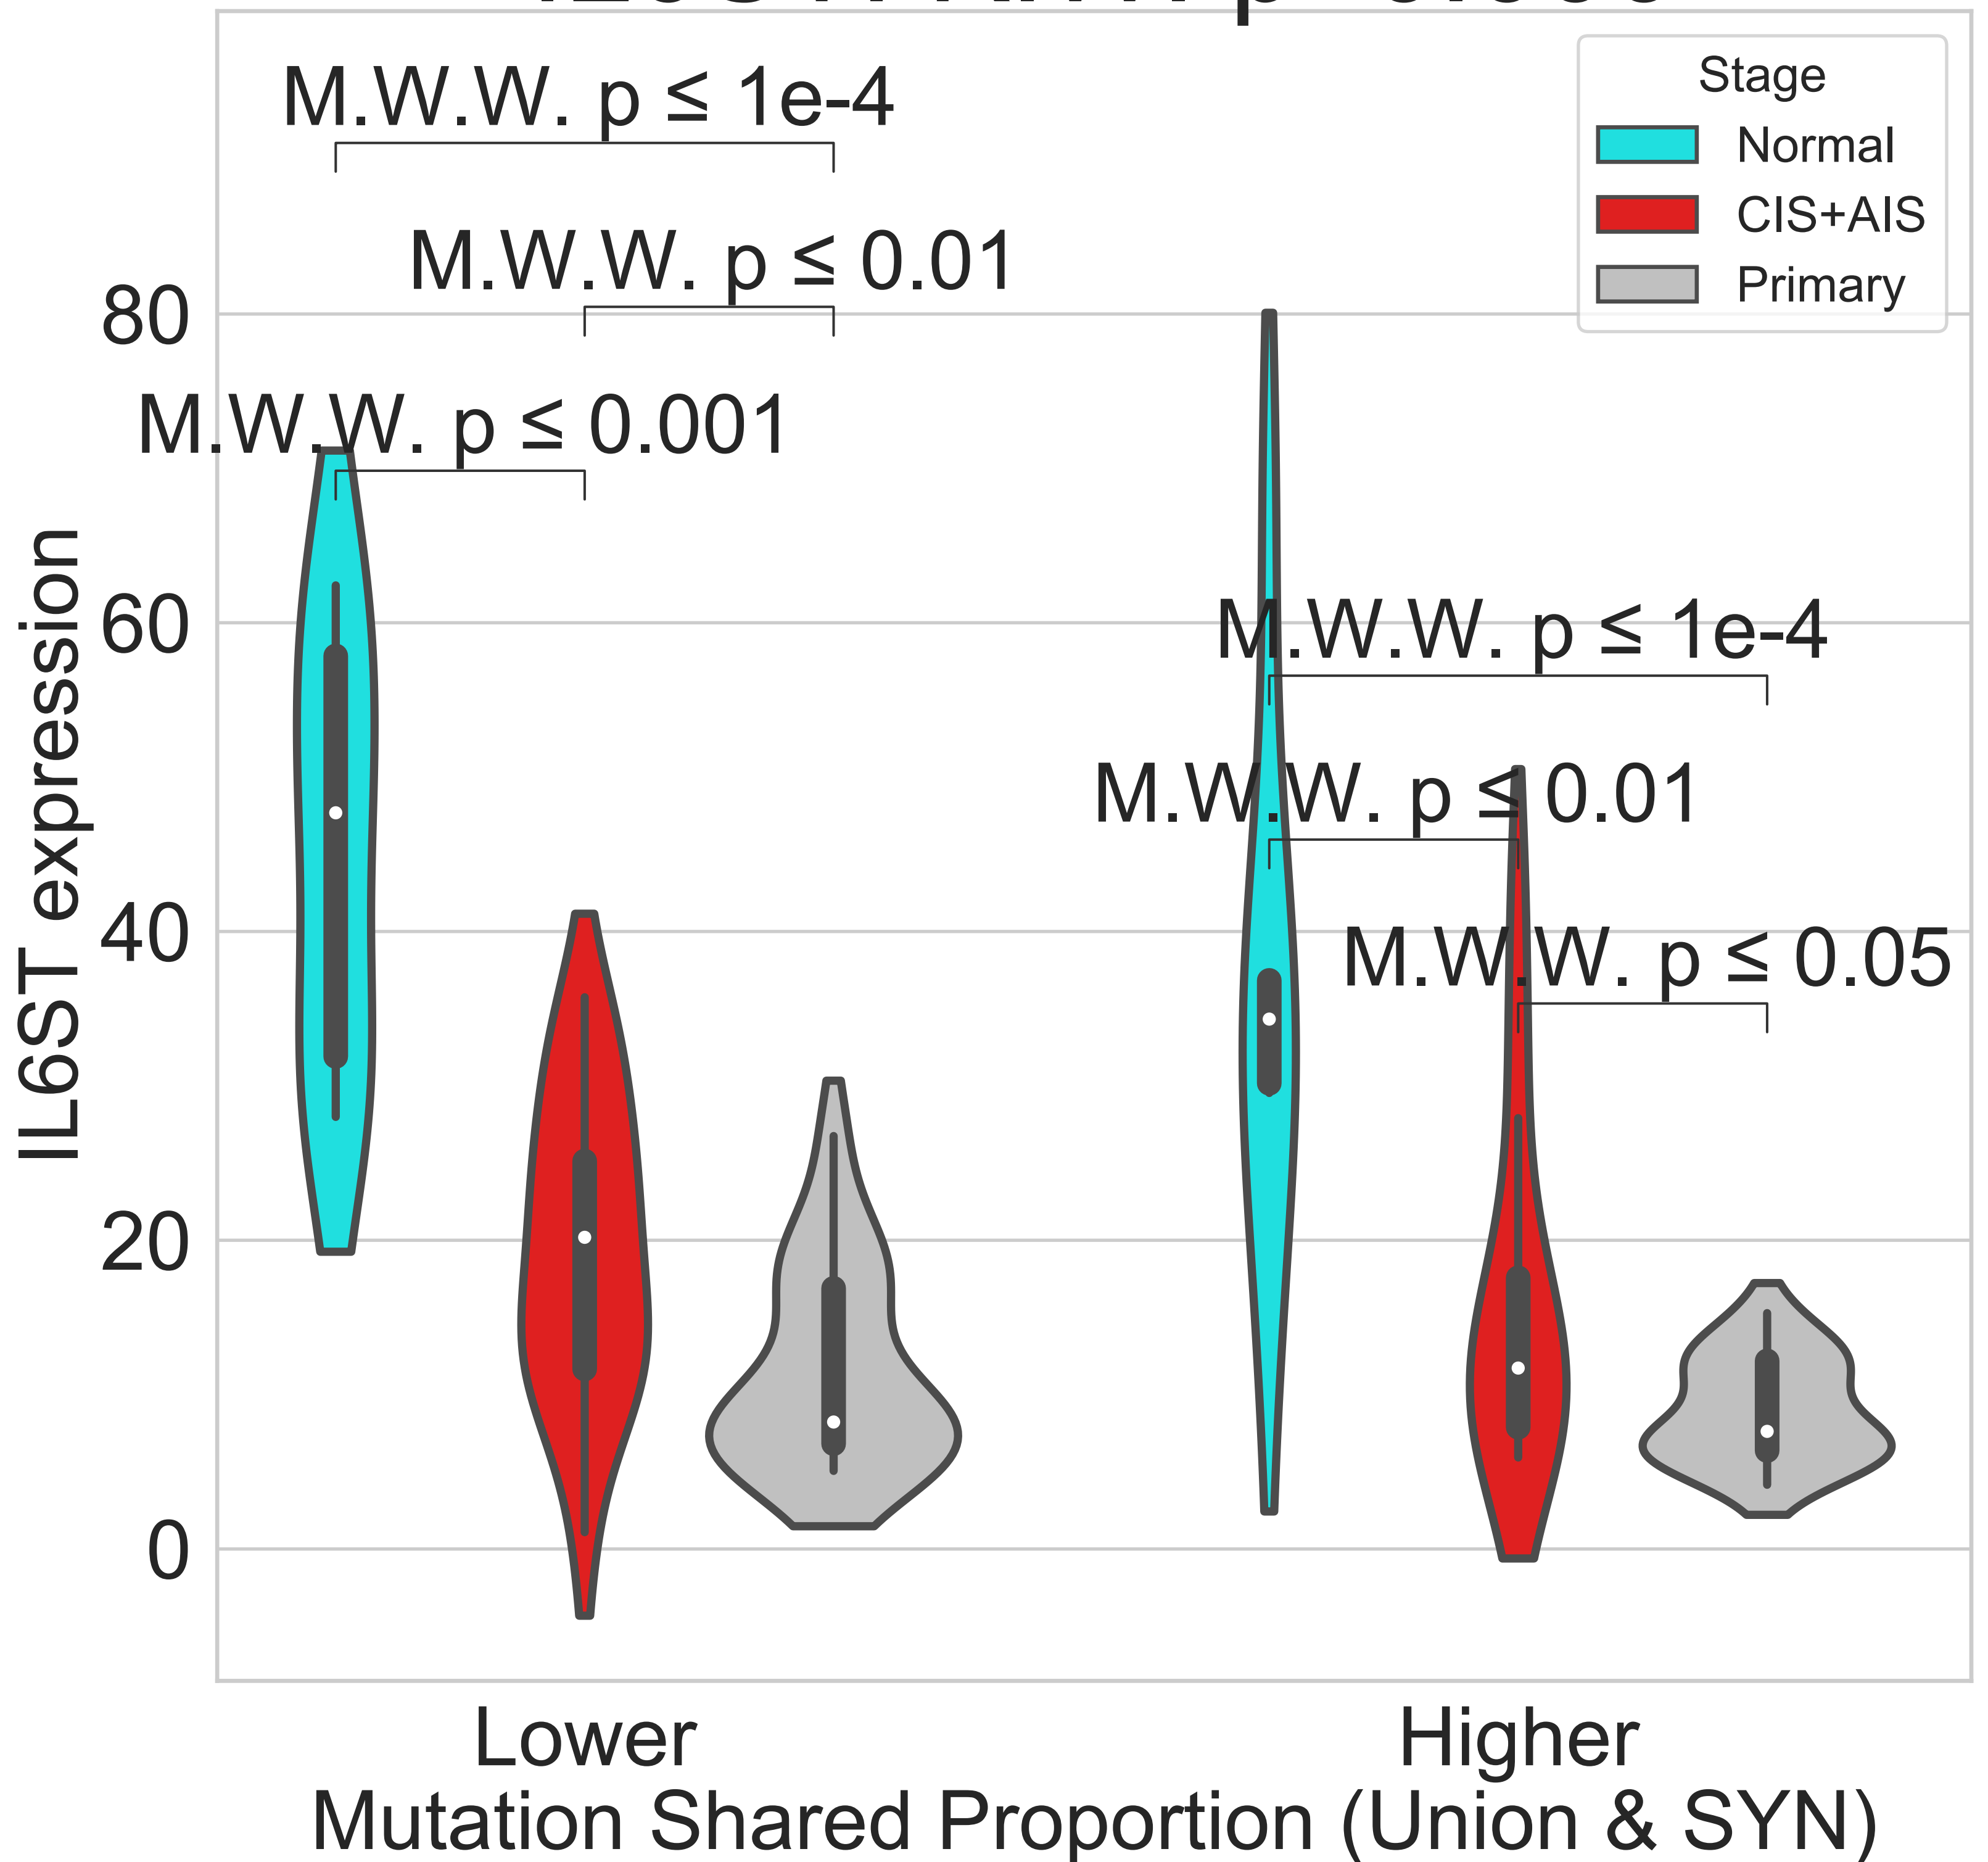 Stage
Normal
CIS+AIS
Primary
M.W.W. p ≤ 1e-4
M.W.W. p ≤ 0.01
M.W.W. p ≤ 0.001
M.W.W. p ≤ 1e-4
M.W.W. p ≤ 0.01
M.W.W. p ≤ 0.05
80
60
40
20
0
IL6ST expression
Lower
Higher
Mutation Shared Proportion (Union & SYN)